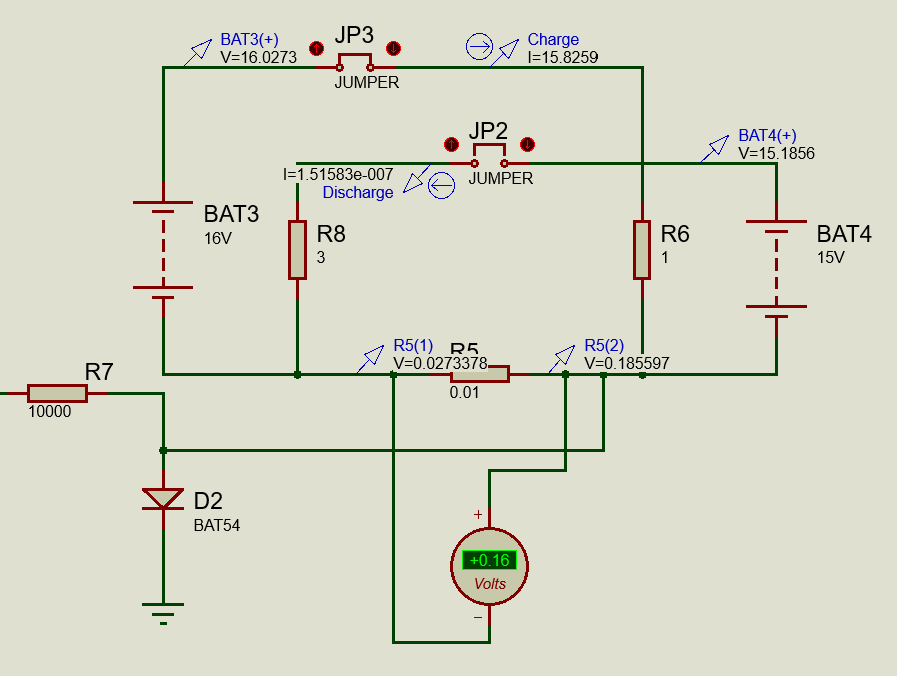 JP3
BAT3(+)
V=16.0273
JUMPER
Charge
I=15.8259
JP2
BAT4(+)
V=15.1856
I=1.51583e-007
Discharge
JUMPER
BAT3
16V
R8
3
R6
1
BAT4
15V
R5(1)
V=0.0273378
R5
0.01
R5(2)
V=0.185597
R7
10000
D2
BAT54
+
+0.16
Volts
−